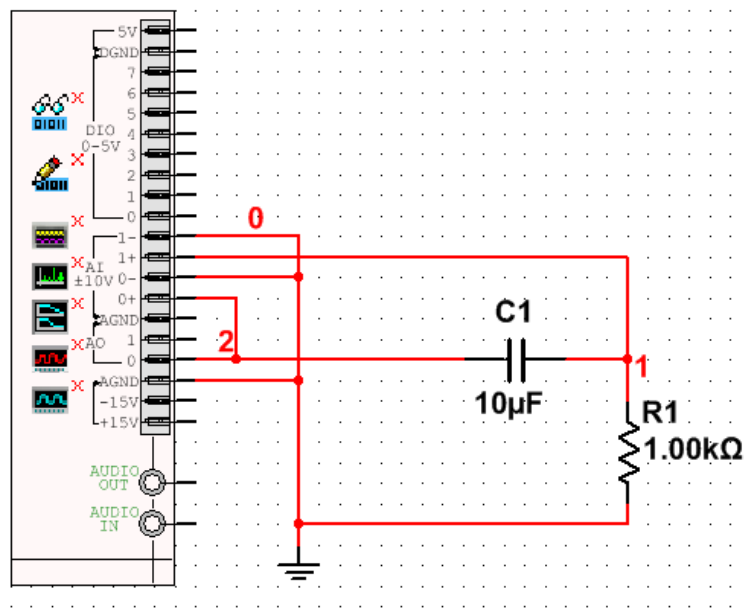 5V
DGND
7
6
5
DIO
4
0-5V
3
2
1
0
1-
0
AI
1+
±10V
0-
0+
AGND
AO
1
2
0
AGND
-15V
+15V
AUDIO
OUT
AUDIO
IN
X
X
X
X
X
X
X
C1
10µF
1
R1
1.00kΩ